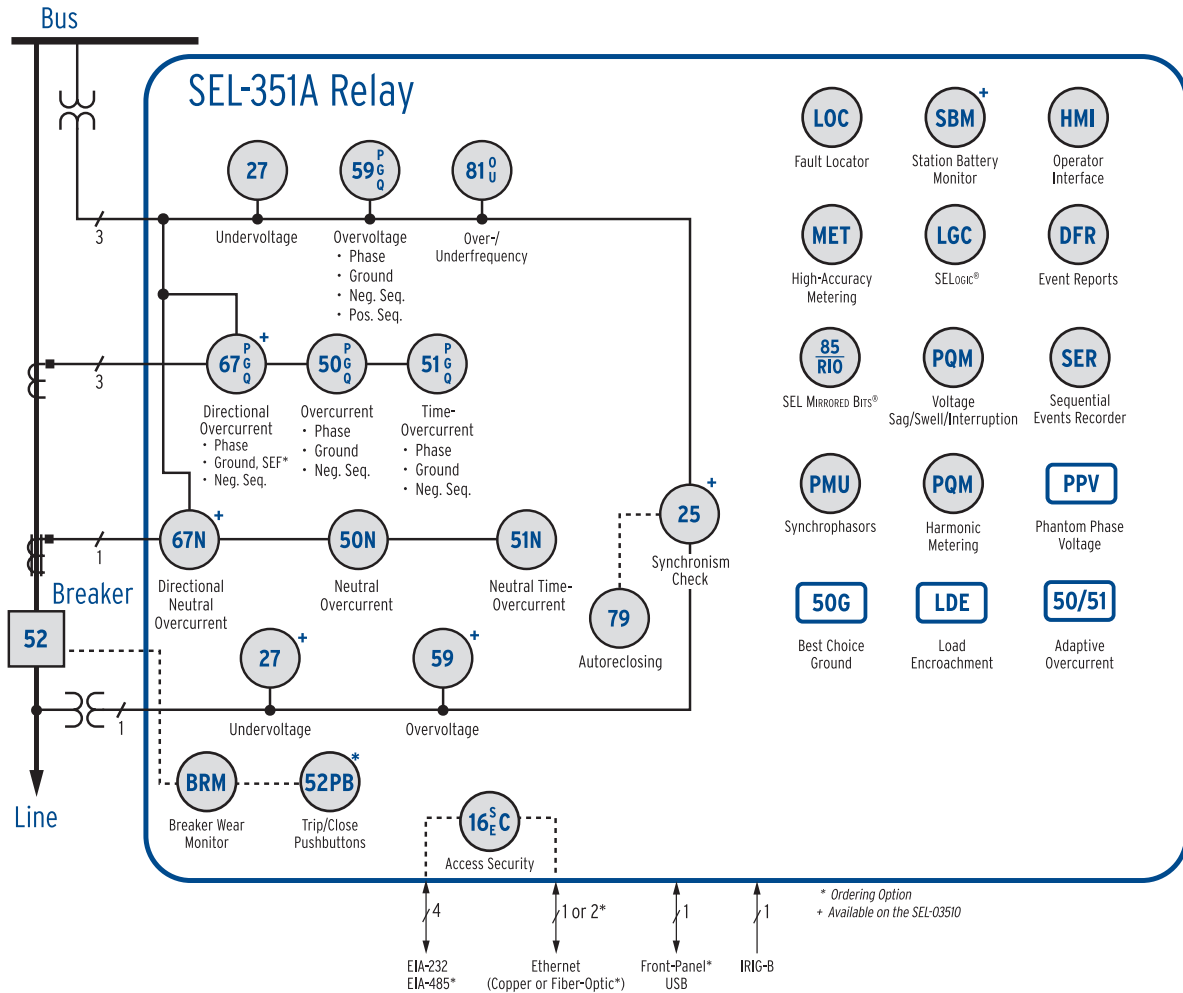 Bus
SEL-351A Relay
LOC
Fault Locator
SBM
+
Station Battery
Monitor
HMI
Operator
Interface
27
Undervoltage
59 P G Q
Overvoltage
· Phase
· Ground
· Neg. Seq.
· Pos. Seq.
81 O U
Over-/
Underfrequency
3
MET
High-Accuracy
Metering
LGC
SELOGIC®
DFR
Event Reports
67 P G Q
+
Directional
Overcurrent
· Phase
· Ground, SEF*
· Neg. Seq.
50 P G Q
Overcurrent
· Phase
· Ground
· Neg. Seq.
51 P G Q
Time-
Overcurrent
· Phase
· Ground
· Neg. Seq.
3
85
RIO
SEL MIRRORED BITS®
PQM
Voltage
Sag/Swell/Interruption
SER
Sequential
Events Recorder
PMU
Synchrophasors
PQM
Harmonic
Metering
PPV
Phantom Phase
Voltage
1
67N
+
Directional
Neutral
Overcurrent
50N
Neutral
Overcurrent
51N
Neutral Time-
Overcurrent
25
+
Synchronism
Check
79
Autoreclosing
50G
Best Choice
Ground
LDE
Load
Encroachment
50/51
Adaptive
Overcurrent
Breaker
52
27
+
Undervoltage
59
+
Overvoltage
1
Line
BRM
Breaker Wear
Monitor
52PB
*
Trip/Close
Pushbuttons
16 S E C
Access Security
* Ordering Option
+ Available on the SEL-03510
4
1 or 2*
1
1
EIA-232
EIA-485*
Ethernet
(Copper or Fiber-Optic*)
Front-Panel*
USB
IRIG-B